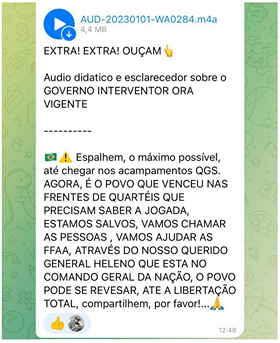 AUD-20230101-WA0284.m4a
4,4 MB
EXTRA! EXTRA! OUÇAM👆
Audio didatico e esclarecedor sobre o
GOVERNO INTERVENTOR ORA
VIGENTE
----------
🇧🇷⚠️ Espalhem, o máximo possível,
até chegar nos acampamentos QGS.
AGORA, É O POVO QUE VENCEU NAS
FRENTES DE QUARTÉIS QUE
PRECISAM SABER A JOGADA,
ESTAMOS SALVOS, VAMOS CHAMAR
AS PESSOAS , VAMOS AJUDAR AS
FFAA, ATRAVÉS DO NOSSO QUERIDO
GENERAL HELENO QUE ESTA NO
COMANDO GERAL DA NAÇÃO, O POVO
PODE SE REVESAR, ATE A LIBERTAÇÃO
TOTAL, compartilhem, por favor!...🙏
12:48